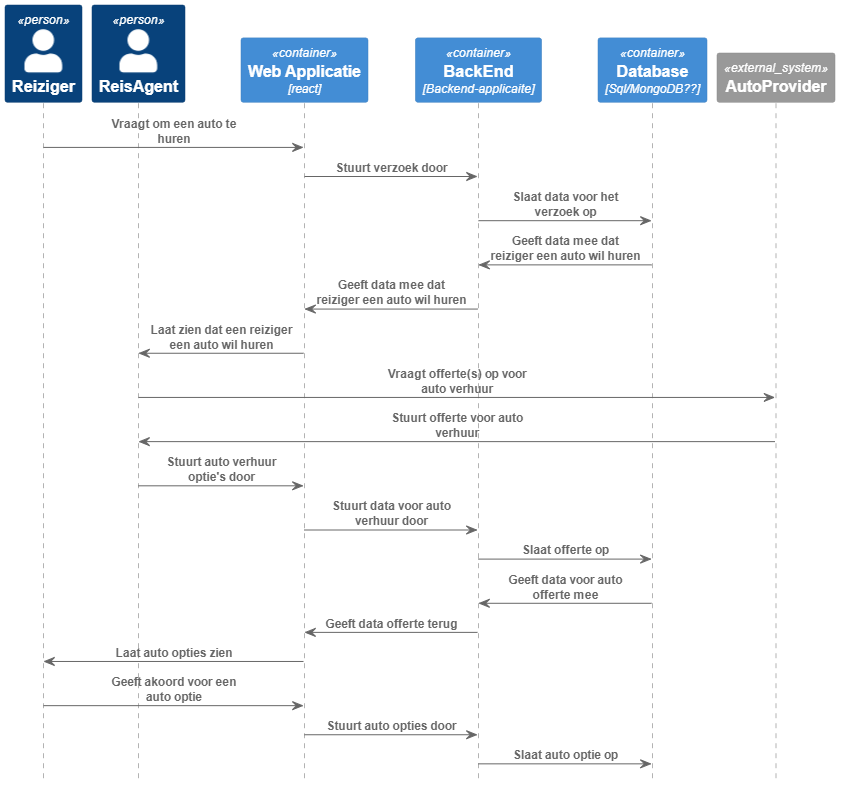 «person»
Reiziger
«person»
ReisAgent
«container»
Web Applicatie
[react]
«container»
BackEnd
[Backend-applicaite]
«container»
Database
[Sql/MongoDB??]
«external_system»
AutoProvider
Vraagt om een auto te
huren
Stuurt verzoek door
Slaat data voor het
verzoek op
Geeft data mee dat
reiziger een auto wil huren
Geeft data mee dat
reiziger een auto wil huren
Laat zien dat een reiziger
een auto wil huren
Vraagt offerte(s) op voor
auto verhuur
Stuurt offerte voor auto
verhuur
Stuurt auto verhuur
optie's door
Stuurt data voor auto
verhuur door
Slaat offerte op
Geeft data voor auto
offerte mee
Geeft data offerte terug
Laat auto opties zien
Geeft akoord voor een
auto optie
Stuurt auto opties door
Slaat auto optie op